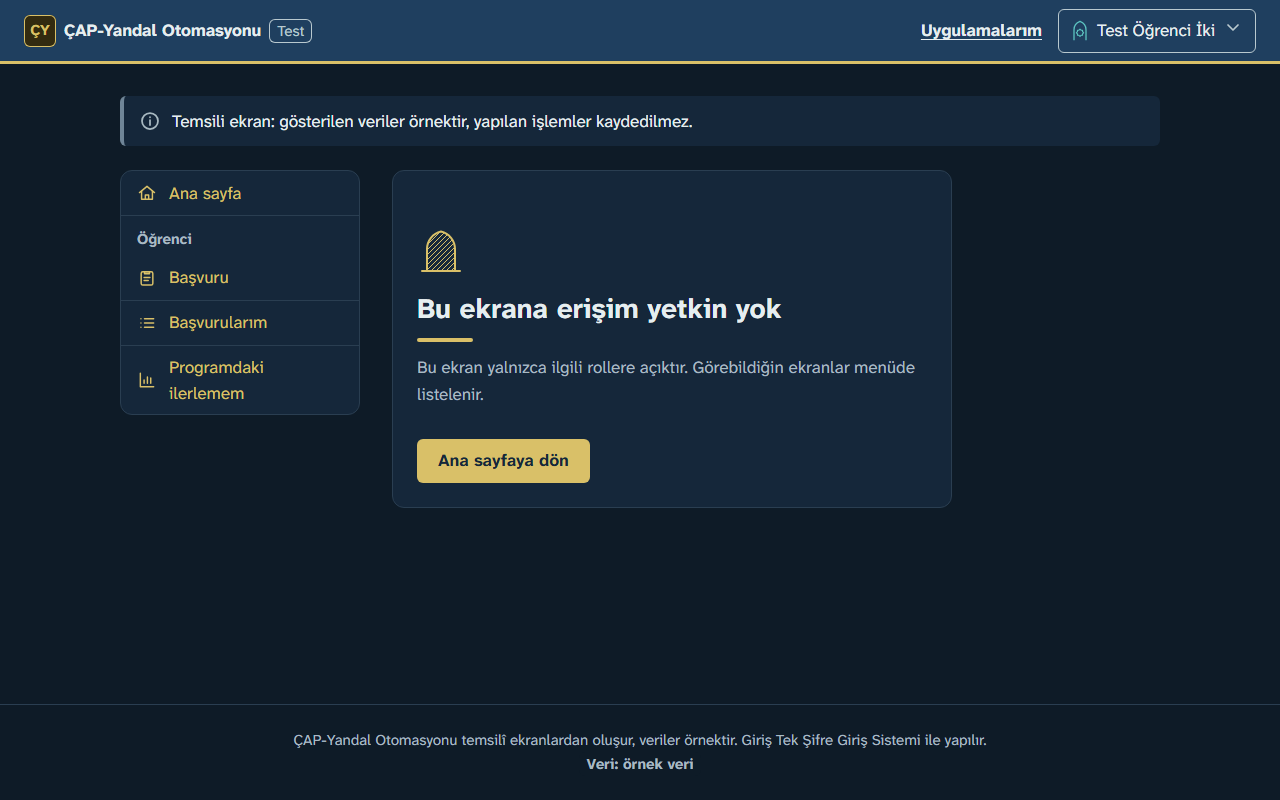 ÇY ÇAP-Yandal Otomasyonu Test
Uygulamalarım
Test Öğrenci İki
Temsili ekran: gösterilen veriler örnektir, yapılan işlemler kaydedilmez.
Ana sayfa
Öğrenci
Başvuru
Başvurularım
Programdaki
ilerlemem
Bu ekrana erişim yetkin yok
Bu ekran yalnızca ilgili rollere açıktır. Görebildiğin ekranlar menüde
listelenir.
Ana sayfaya dön
ÇAP-Yandal Otomasyonu temsilî ekranlardan oluşur, veriler örnektir. Giriş Tek Şifre Giriş Sistemi ile yapılır.
Veri: örnek veri